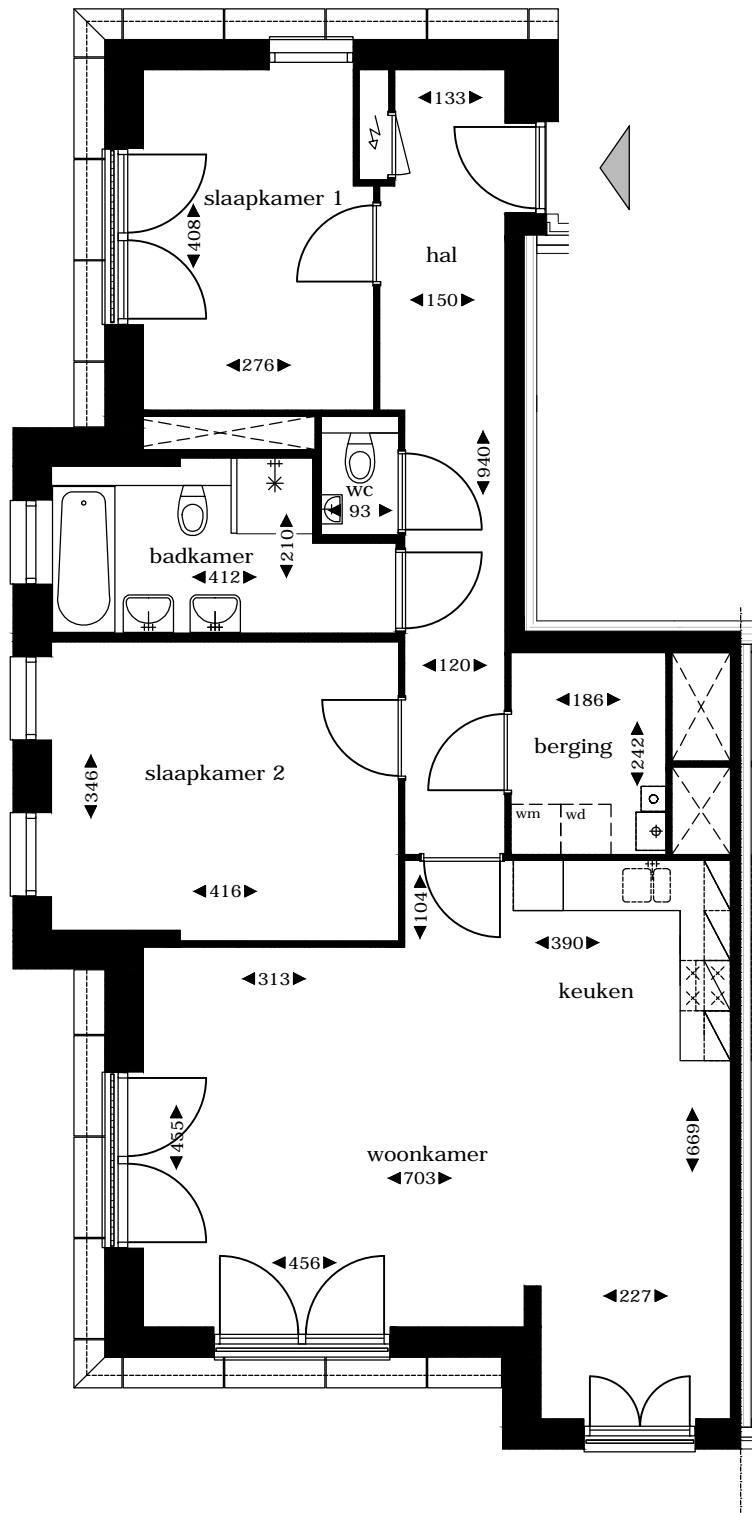 133
slaapkamer 1
408
hal
150
276
940
wc
93
210
badkamer
412
120
186
berging
242
346
slaapkamer 2
wm wd
416
104
390
313
keuken
455
669
woonkamer
703
456
227